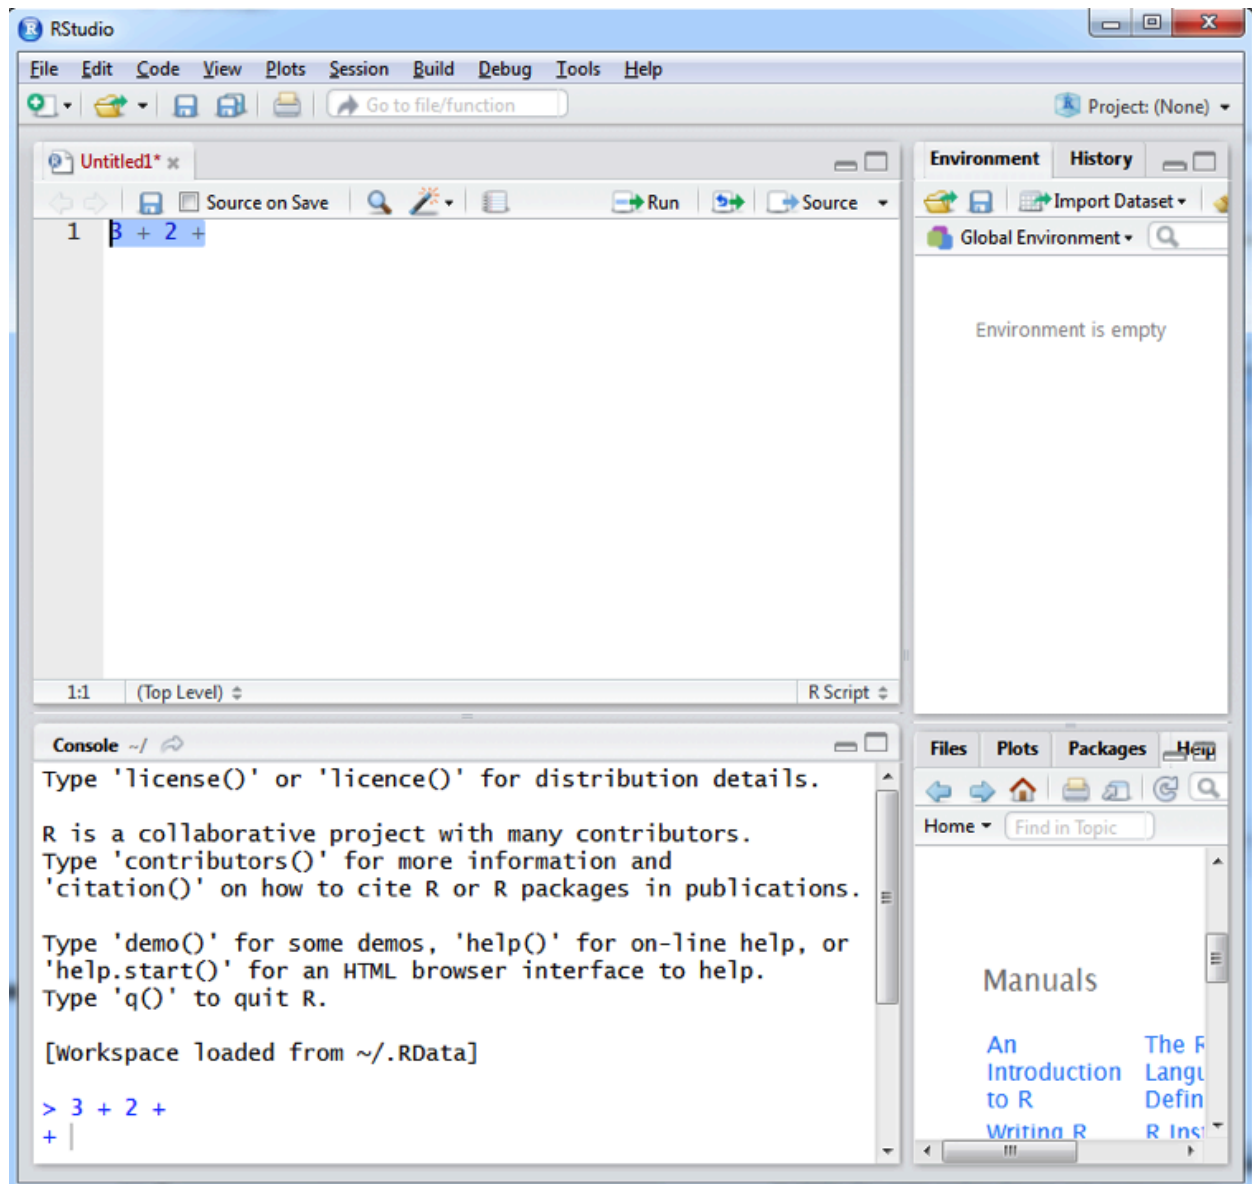 RStudio
File Edit Code View Plots Session Build Debug Tools Help
Go to file/function
Project: (None)
Untitled1*
Source on Save
Run
Source
1 3 + 2 +
1:1 (Top Level) R Script
Environment History
Import Dataset
Global Environment
Environment is empty
Console ~/
Type 'license()' or 'licence()' for distribution details.
R is a collaborative project with many contributors.
Type 'contributors()' for more information and
'citation()' on how to cite R or R packages in publications.
Type 'demo()' for some demos, 'help()' for on-line help, or
'help.start()' for an HTML browser interface to help.
Type 'q()' to quit R.
[Workspace loaded from ~/.RData]
> 3 + 2 +
+
Files Plots Packages Help
Home Find in Topic
Manuals
An
Introduction
to R
Writing R
The R
Langu
Defin
R Ins